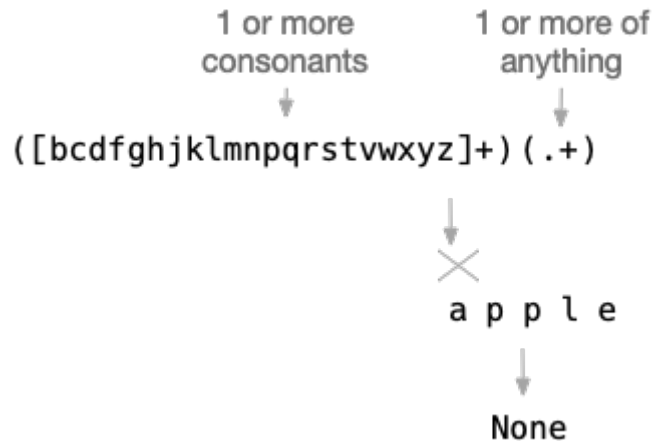 1 or more
consonants
1 or more of
anything
([bcdfghjklmnpqrstvwxyz]+)(.+)
a p p l e
None